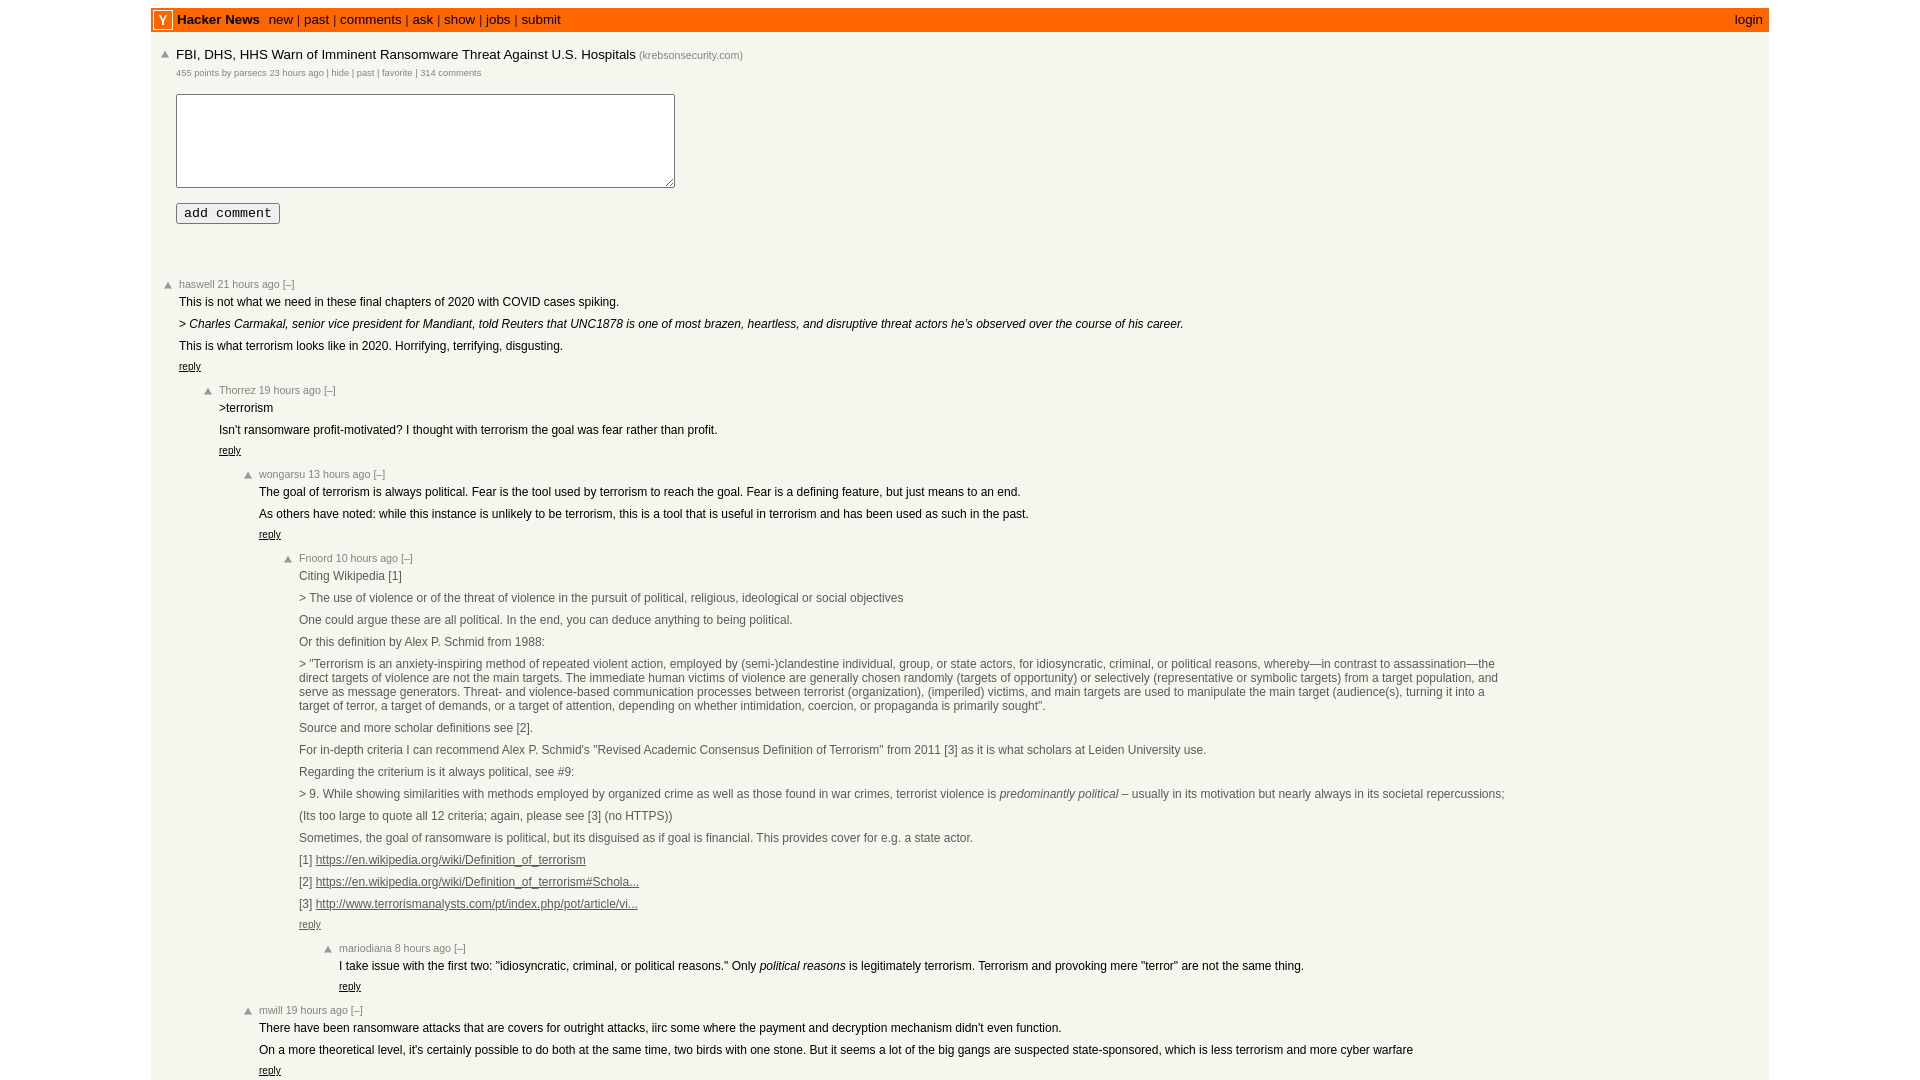 Y Hacker News new | past | comments | ask | show | jobs | submit login
FBI, DHS, HHS Warn of Imminent Ransomware Threat Against U.S. Hospitals (krebsonsecurity.com)
455 points by parsecs 23 hours ago | hide | past | favorite | 314 comments
add comment
haswell 21 hours ago [–]
This is not what we need in these final chapters of 2020 with COVID cases spiking.
> Charles Carmakal, senior vice president for Mandiant, told Reuters that UNC1878 is one of most brazen, heartless, and disruptive threat actors he's observed over the course of his career.
This is what terrorism looks like in 2020. Horrifying, terrifying, disgusting.
reply
Thorrez 19 hours ago [–]
>terrorism
Isn't ransomware profit-motivated? I thought with terrorism the goal was fear rather than profit.
reply
wongarsu 13 hours ago [–]
The goal of terrorism is always political. Fear is the tool used by terrorism to reach the goal. Fear is a defining feature, but just means to an end.
As others have noted: while this instance is unlikely to be terrorism, this is a tool that is useful in terrorism and has been used as such in the past.
reply
Fnoord 10 hours ago [–]
Citing Wikipedia [1]
> The use of violence or of the threat of violence in the pursuit of political, religious, ideological or social objectives
One could argue these are all political. In the end, you can deduce anything to being political.
Or this definition by Alex P. Schmid from 1988:
> "Terrorism is an anxiety-inspiring method of repeated violent action, employed by (semi-)clandestine individual, group, or state actors, for idiosyncratic, criminal, or political reasons, whereby—in contrast to assassination—the
direct targets of violence are not the main targets. The immediate human victims of violence are generally chosen randomly (targets of opportunity) or selectively (representative or symbolic targets) from a target population, and
serve as message generators. Threat- and violence-based communication processes between terrorist (organization), (imperiled) victims, and main targets are used to manipulate the main target (audience(s), turning it into a
target of terror, a target of demands, or a target of attention, depending on whether intimidation, coercion, or propaganda is primarily sought".
Source and more scholar definitions see [2].
For in-depth criteria I can recommend Alex P. Schmid's "Revised Academic Consensus Definition of Terrorism" from 2011 [3] as it is what scholars at Leiden University use.
Regarding the criterium is it always political, see #9:
> 9. While showing similarities with methods employed by organized crime as well as those found in war crimes, terrorist violence is predominantly political – usually in its motivation but nearly always in its societal repercussions;
(Its too large to quote all 12 criteria; again, please see [3] (no HTTPS))
Sometimes, the goal of ransomware is political, but its disguised as if goal is financial. This provides cover for e.g. a state actor.
[1] https://en.wikipedia.org/wiki/Definition_of_terrorism
[2] https://en.wikipedia.org/wiki/Definition_of_terrorism#Schola...
[3] http://www.terrorismanalysts.com/pt/index.php/pot/article/vi...
reply
mariodiana 8 hours ago [–]
I take issue with the first two: "idiosyncratic, criminal, or political reasons." Only political reasons is legitimately terrorism. Terrorism and provoking mere "terror" are not the same thing.
reply
mwill 19 hours ago [–]
There have been ransomware attacks that are covers for outright attacks, iirc some where the payment and decryption mechanism didn't even function.
On a more theoretical level, it's certainly possible to do both at the same time, two birds with one stone. But it seems a lot of the big gangs are suspected state-sponsored, which is less terrorism and more cyber warfare
reply